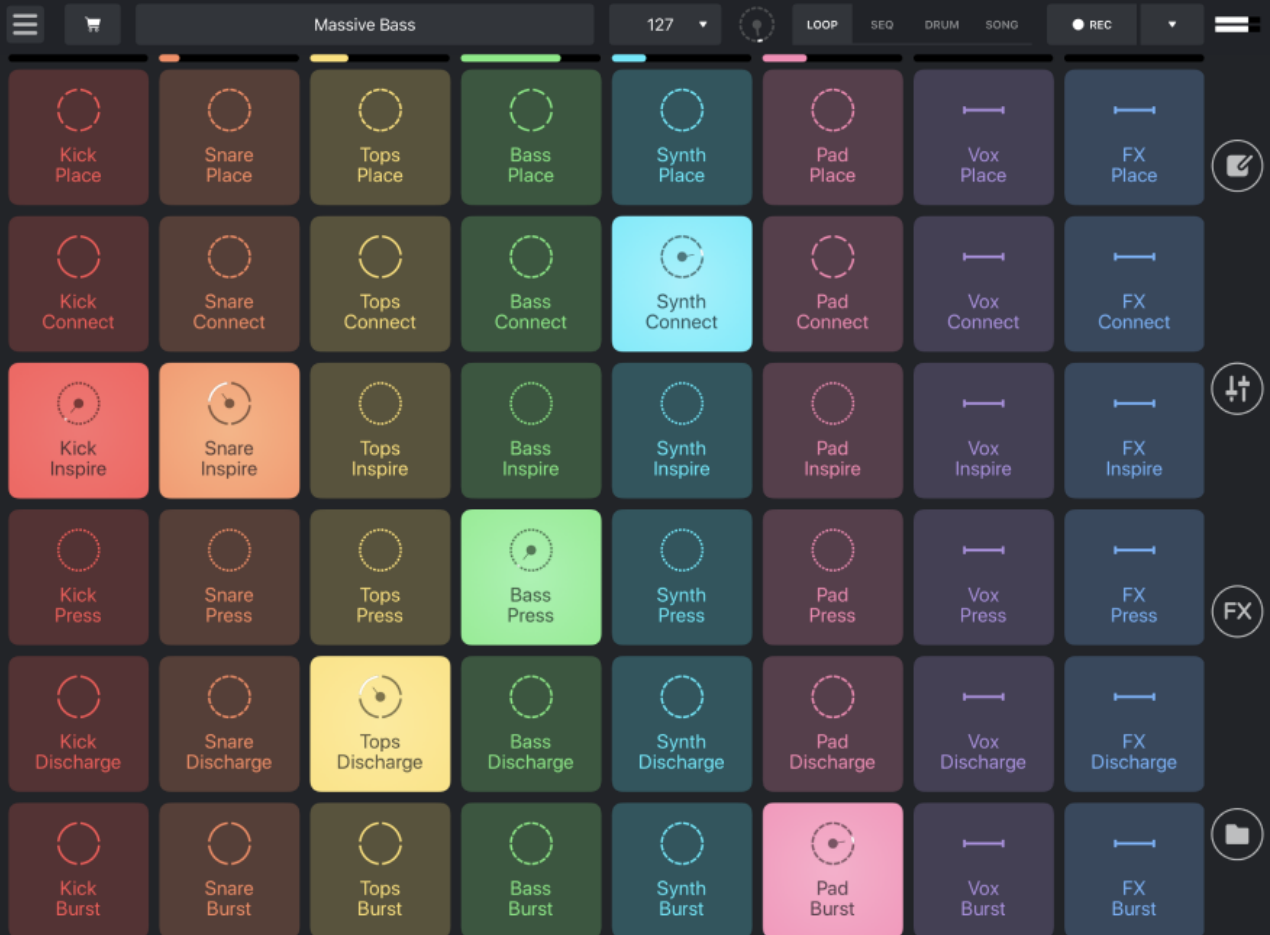 Massive Bass
127
LOOP
SEQ
DRUM
SONG
REC
Kick
Place
Snare
Place
Tops
Place
Bass
Place
Synth
Place
Pad
Place
Vox
Place
FX
Place
Kick
Connect
Snare
Connect
Tops
Connect
Bass
Connect
Synth
Connect
Pad
Connect
Vox
Connect
FX
Connect
Kick
Inspire
Snare
Inspire
Tops
Inspire
Bass
Inspire
Synth
Inspire
Pad
Inspire
Vox
Inspire
FX
Inspire
Kick
Press
Snare
Press
Tops
Press
Bass
Press
Synth
Press
Pad
Press
Vox
Press
FX
Press
FX
Kick
Discharge
Snare
Discharge
Tops
Discharge
Bass
Discharge
Synth
Discharge
Pad
Discharge
Vox
Discharge
FX
Discharge
Kick
Burst
Snare
Burst
Tops
Burst
Bass
Burst
Synth
Burst
Pad
Burst
Vox
Burst
FX
Burst